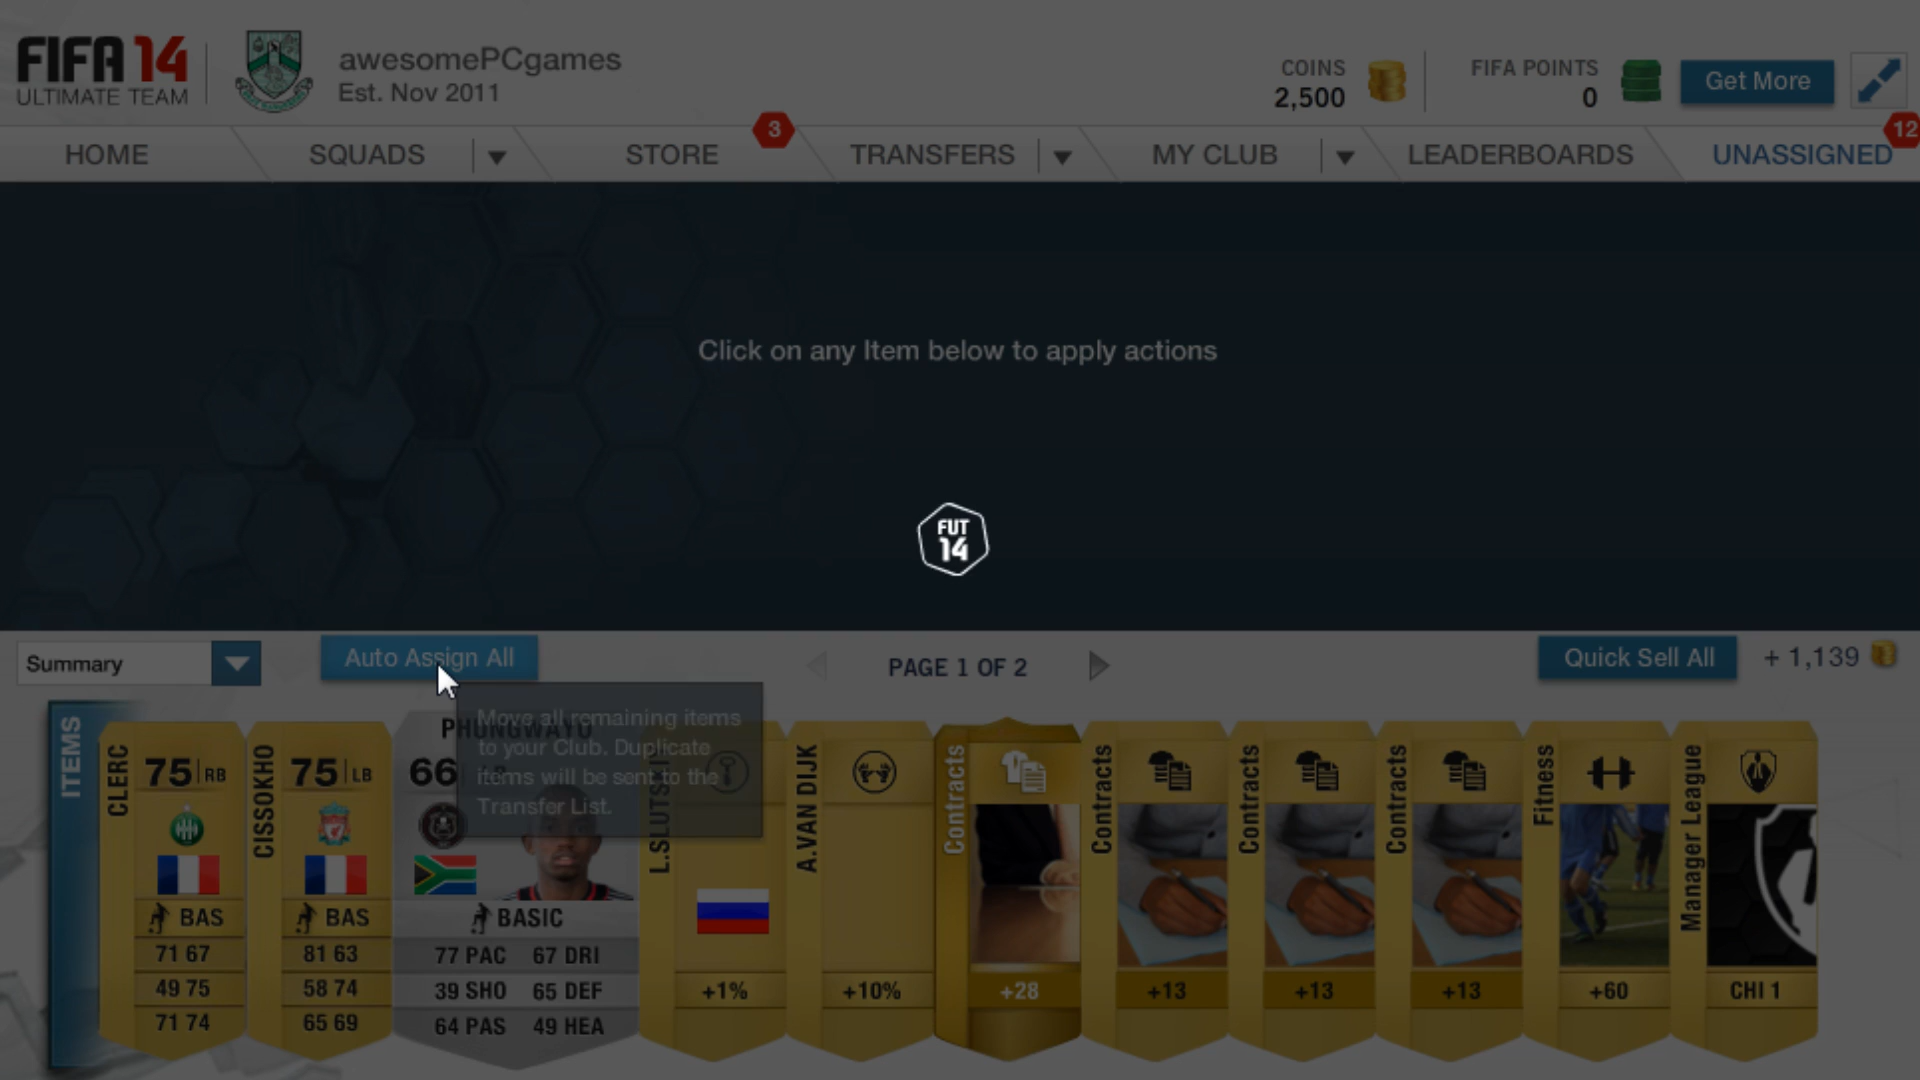 FIFA 14
ULTIMATE TEAM
awesomePCgames
Est. Nov 2011
COINS
2,500
FIFA POINTS
0
Get More
HOME
SQUADS
STORE
3
TRANSFERS
MY CLUB
LEADERBOARDS
UNASSIGNED
12
Click on any Item below to apply actions
FUT
14
Summary
Auto Assign All
PAGE 1 OF 2
Quick Sell All
+ 1,139
Move all remaining items
to your Club. Duplicate
items will be sent to the
Transfer List.
ITEMS
CLERC
75 RB
BAS
71 67
49 75
71 74
CISSOKHO
75 LB
BAS
81 63
58 74
65 69
PHUNGWAYO
66
BASIC
77 PAC 67 DRI
39 SHO 65 DEF
64 PAS 49 HEA
+1%
A.VAN DIJK
+10%
Contracts
+28
Contracts
+13
Contracts
+13
Contracts
+13
Fitness
+60
Manager League
CHI 1